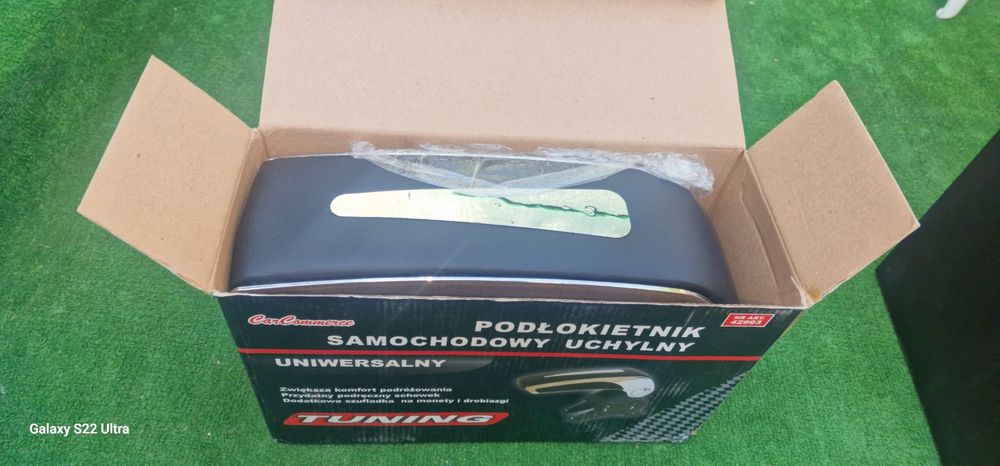 CarCommerce
PODŁOKIETNIK
SAMOCHODOWY UCHYLNY
NR ART.
42993
UNIWERSALNY
Zwiększa komfort podróżowania
Przydatny podręczny schowek
Dodatkowa szufladka na monety i drobiazgi
TUNING
Galaxy S22 Ultra